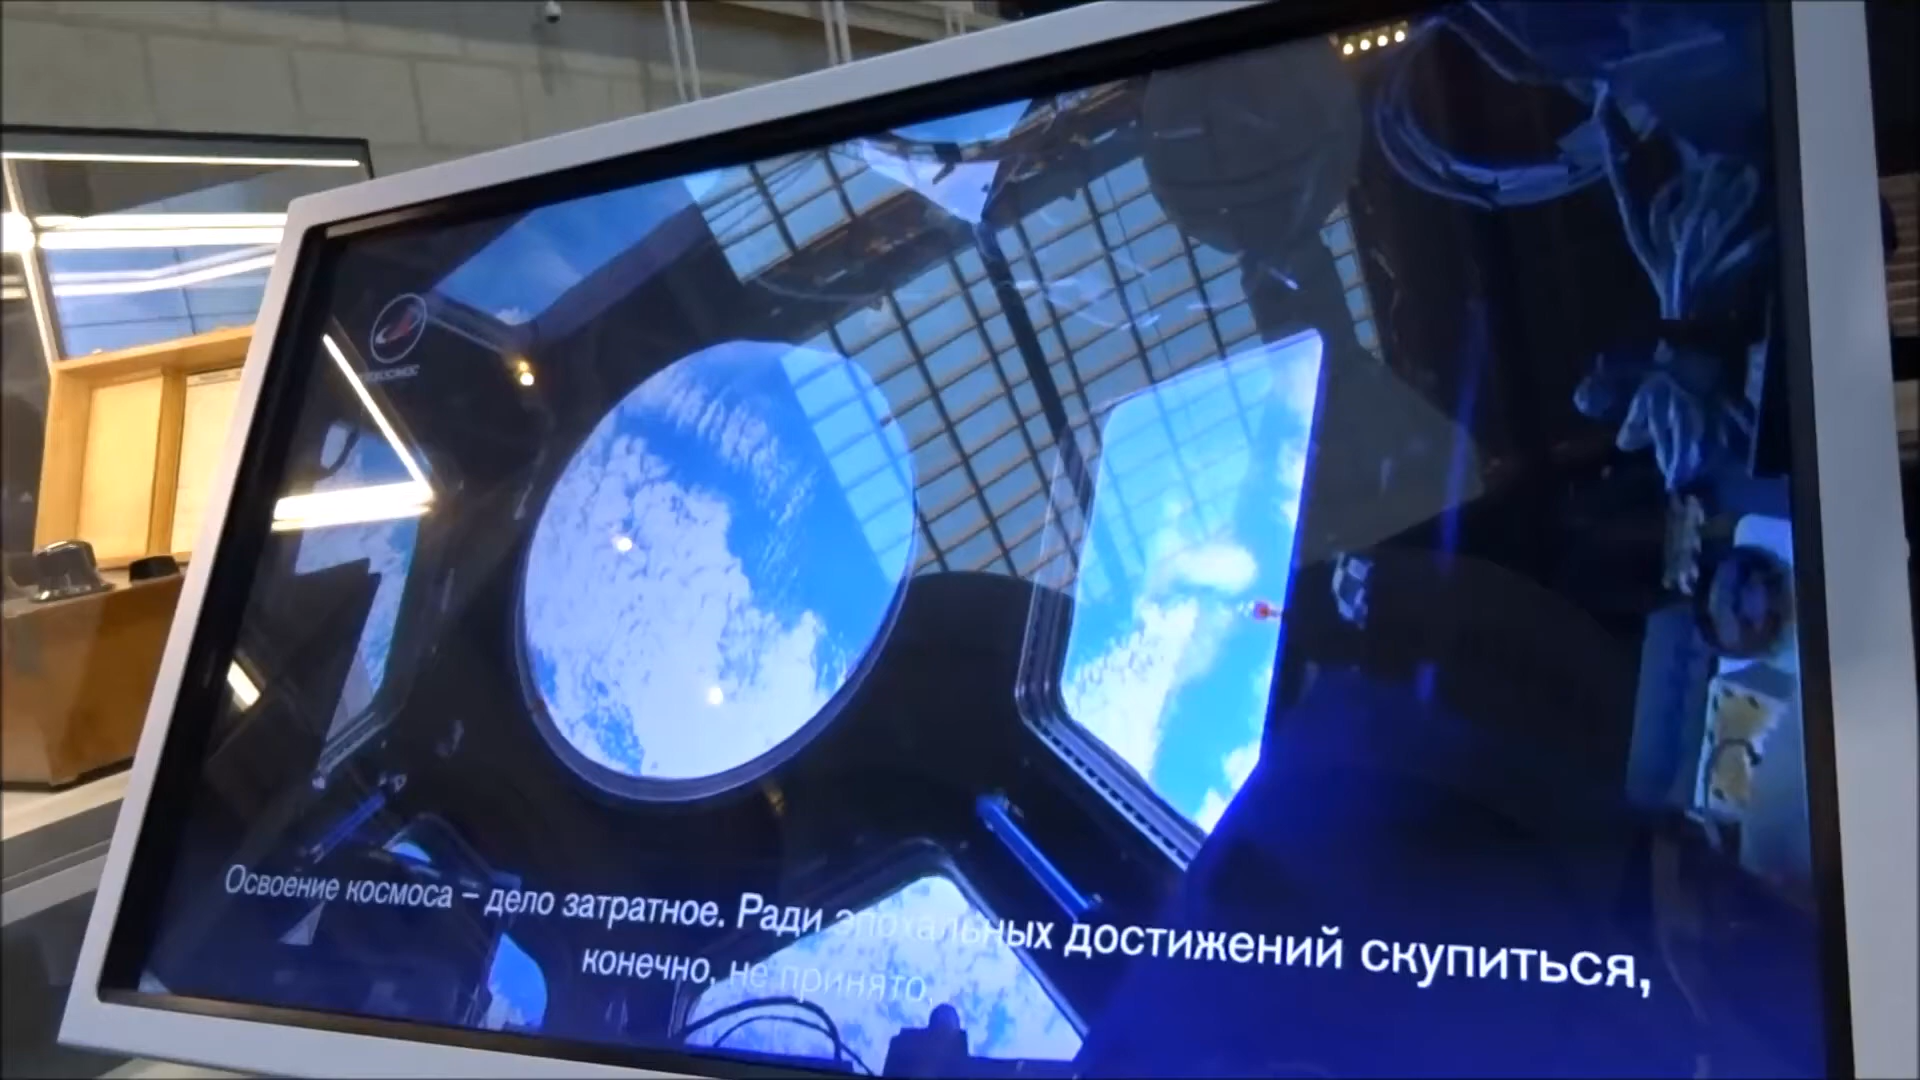 Освоение космоса – дело затратное. Ради эпохальных достижений скупиться,
конечно, не принято,